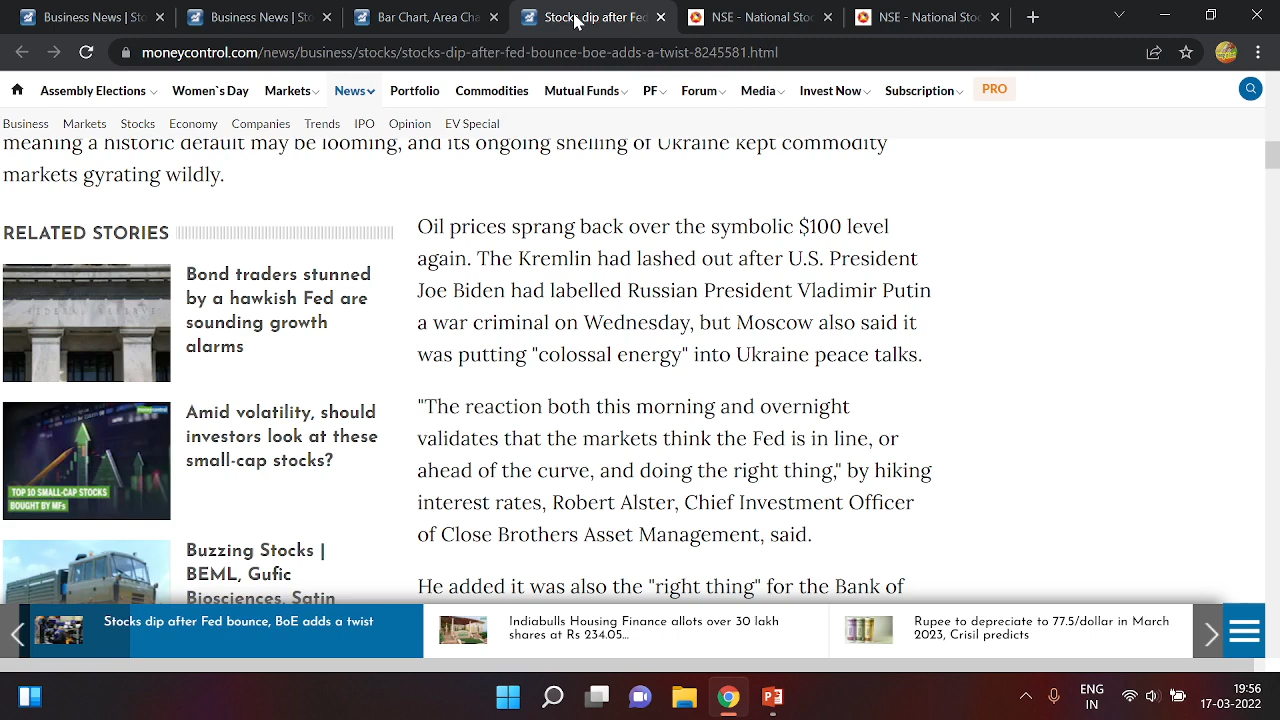 Business News | Sto
Business News | Sto
Bar Chart, Area Cha
Stocks dip after Fed
NSE - National Stoc
NSE - National Stoc
moneycontrol.com/news/business/stocks/stocks-dip-after-fed-bounce-boe-adds-a-twist-8245581.html
Assembly Elections Women`s Day Markets News Portfolio Commodities Mutual Funds PF Forum Media Invest Now Subscription PRO
Business Markets Stocks Economy Companies Trends IPO Opinion EV Special
meaning a historic default may be looming, and its ongoing shelling of Ukraine kept commodity
markets gyrating wildly.
RELATED STORIES
FEDERAL RESERVE
Bond traders stunned
by a hawkish Fed are
sounding growth
alarms
moneycontrol
TOP 10 SMALL-CAP STOCKS
BOUGHT BY MFs
Amid volatility, should
investors look at these
small-cap stocks?
Buzzing Stocks |
BEML, Gufic
Biosciences, Satin
Oil prices sprang back over the symbolic $100 level
again. The Kremlin had lashed out after U.S. President
Joe Biden had labelled Russian President Vladimir Putin
a war criminal on Wednesday, but Moscow also said it
was putting "colossal energy" into Ukraine peace talks.
"The reaction both this morning and overnight
validates that the markets think the Fed is in line, or
ahead of the curve, and doing the right thing," by hiking
interest rates, Robert Alster, Chief Investment Officer
of Close Brothers Asset Management, said.
He added it was also the "right thing" for the Bank of
Stocks dip after Fed bounce, BoE adds a twist
Indiabulls Housing Finance allots over 30 lakh
shares at Rs 234.05...
Rupee to depreciate to 77.5/dollar in March
2023, Crisil predicts
ENG
IN
19:56
17-03-2022